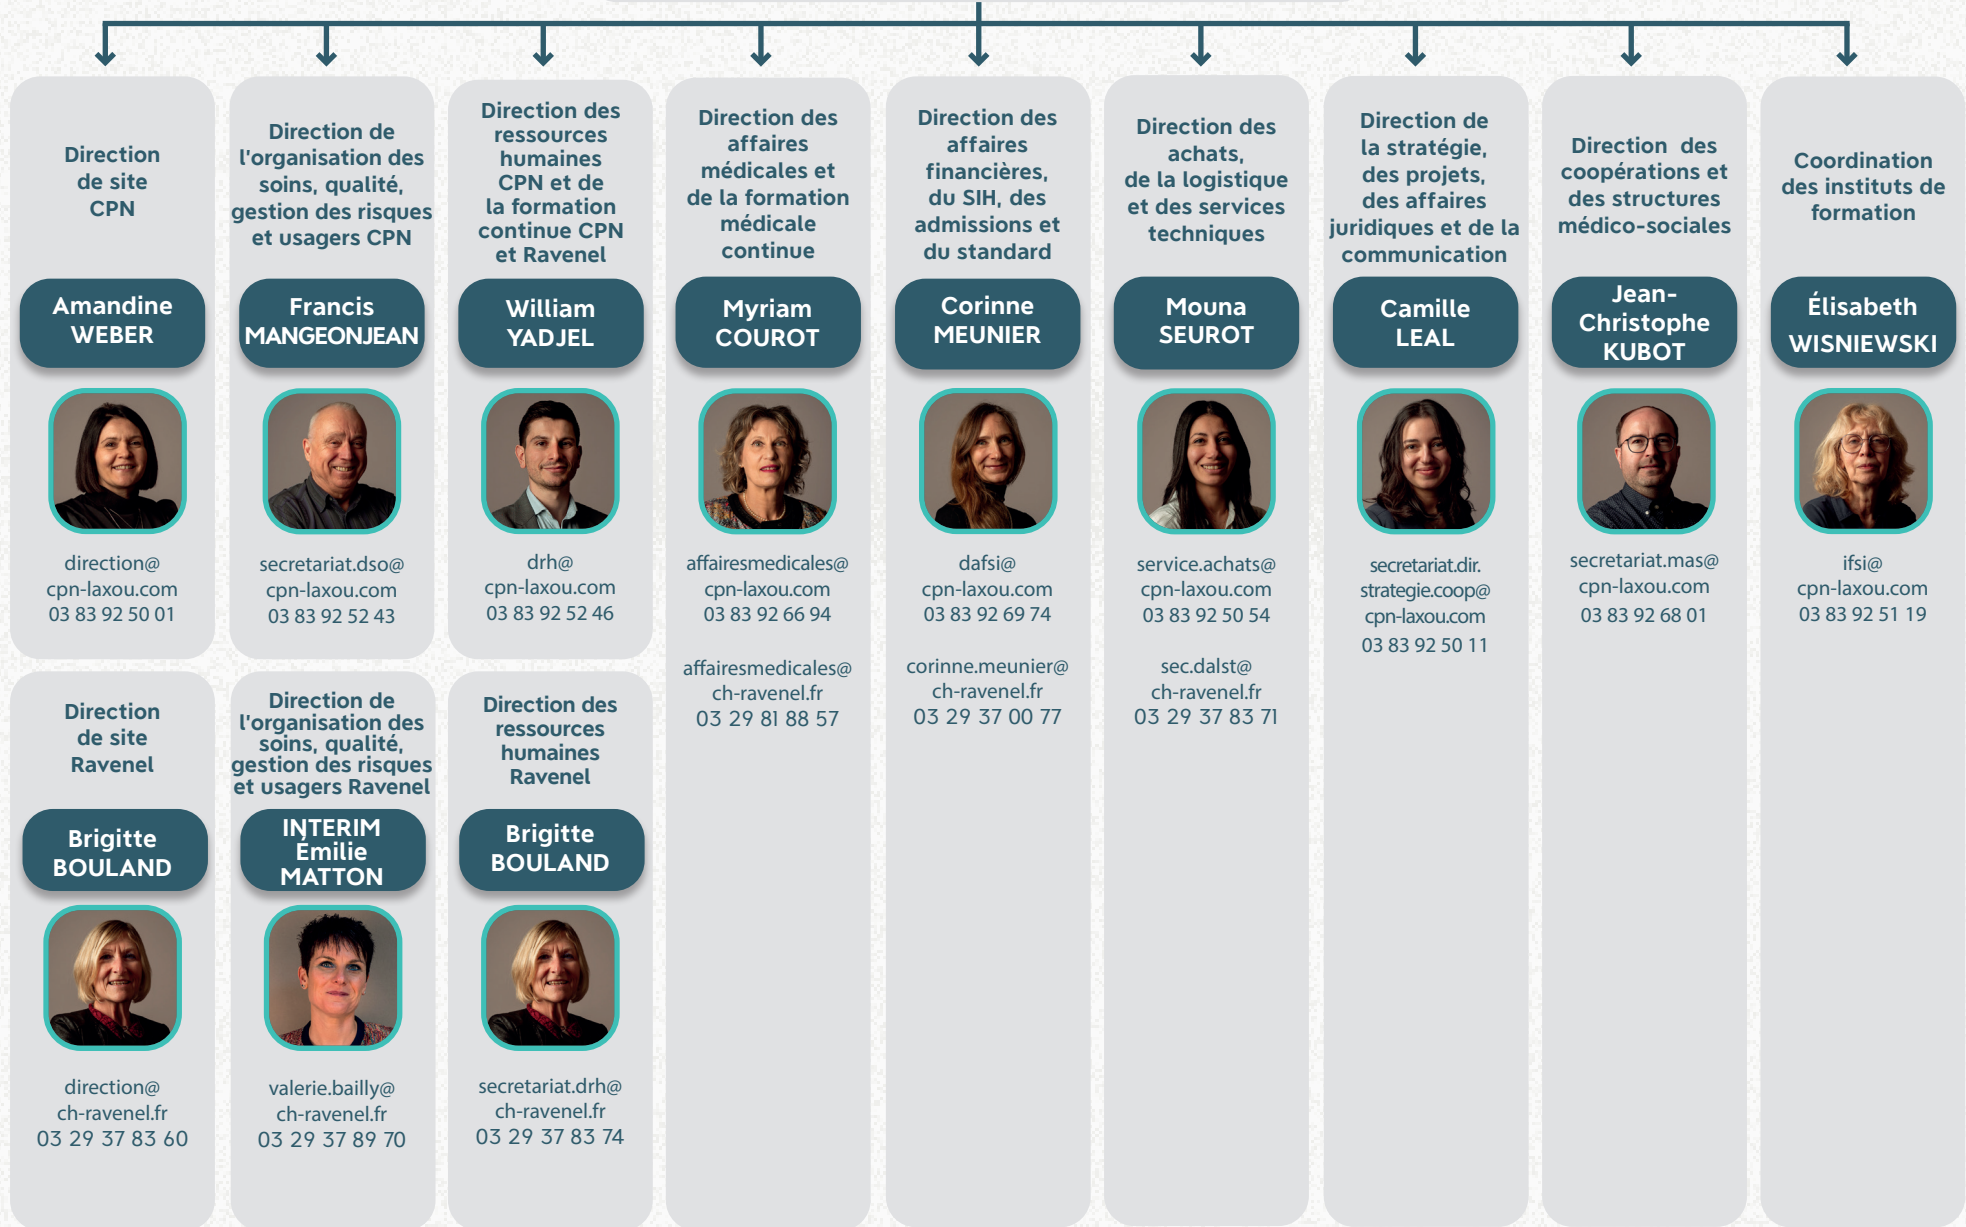 Direction
de site
CPN
Amandine
WEBER
direction@
cpn-laxou.com
03 83 92 50 01
Direction de
l'organisation des
soins, qualité,
gestion des risques
et usagers CPN
Francis
MANGEONJEAN
secretariat.dso@
cpn-laxou.com
03 83 92 52 43
Direction des
ressources
humaines
CPN et de
la formation
continue CPN
et Ravenel
William
YADJEL
drh@
cpn-laxou.com
03 83 92 52 46
Direction des
affaires
médicales et
de la formation
médicale
continue
Myriam
COUROT
affairesmedicales@
cpn-laxou.com
03 83 92 66 94
affairesmedicales@
ch-ravenel.fr
03 29 81 88 57
Direction des
affaires
financières,
du SIH, des
admissions et
du standard
Corinne
MEUNIER
dafsi@
cpn-laxou.com
03 83 92 69 74
corinne.meunier@
ch-ravenel.fr
03 29 37 00 77
Direction des
achats,
de la logistique
et des services
techniques
Mouna
SEUROT
service.achats@
cpn-laxou.com
03 83 92 50 54
sec.dalst@
ch-ravenel.fr
03 29 37 83 71
Direction de
la stratégie,
des projets,
des affaires
juridiques et de la
communication
Camille
LEAL
secretariat.dir.
strategie.coop@
cpn-laxou.com
03 83 92 50 11
Direction des
coopérations et
des structures
médico-sociales
Jean-
Christophe
KUBOT
secretariat.mas@
cpn-laxou.com
03 83 92 68 01
Coordination
des instituts de
formation
Élisabeth
WISNIEWSKI
ifsi@
cpn-laxou.com
03 83 92 51 19
Direction
de site
Ravenel
Brigitte
BOULAND
direction@
ch-ravenel.fr
03 29 37 83 60
Direction de
l'organisation des
soins, qualité,
gestion des risques
et usagers Ravenel
INTERIM
Émilie
MATTON
valerie.bailly@
ch-ravenel.fr
03 29 37 89 70
Direction des
ressources
humaines
Ravenel
Brigitte
BOULAND
secretariat.drh@
ch-ravenel.fr
03 29 37 83 74